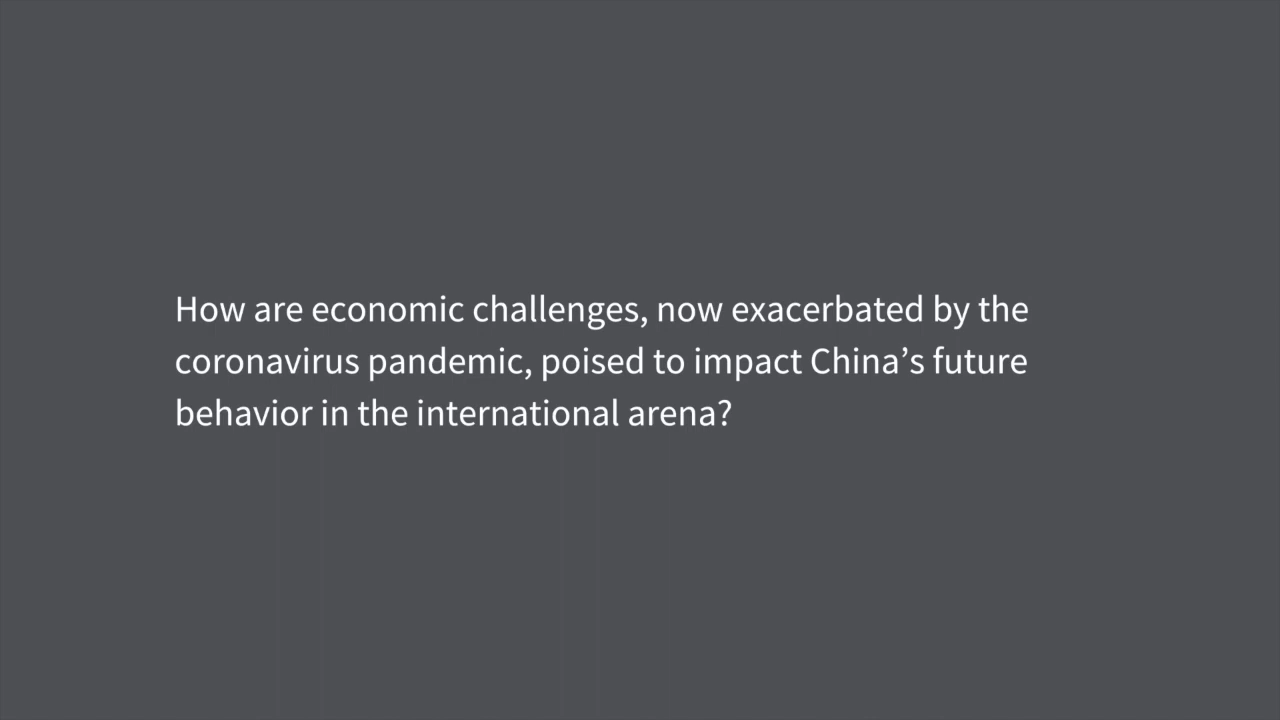 How are economic challenges, now exacerbated by the
coronavirus pandemic, poised to impact China’s future
behavior in the international arena?